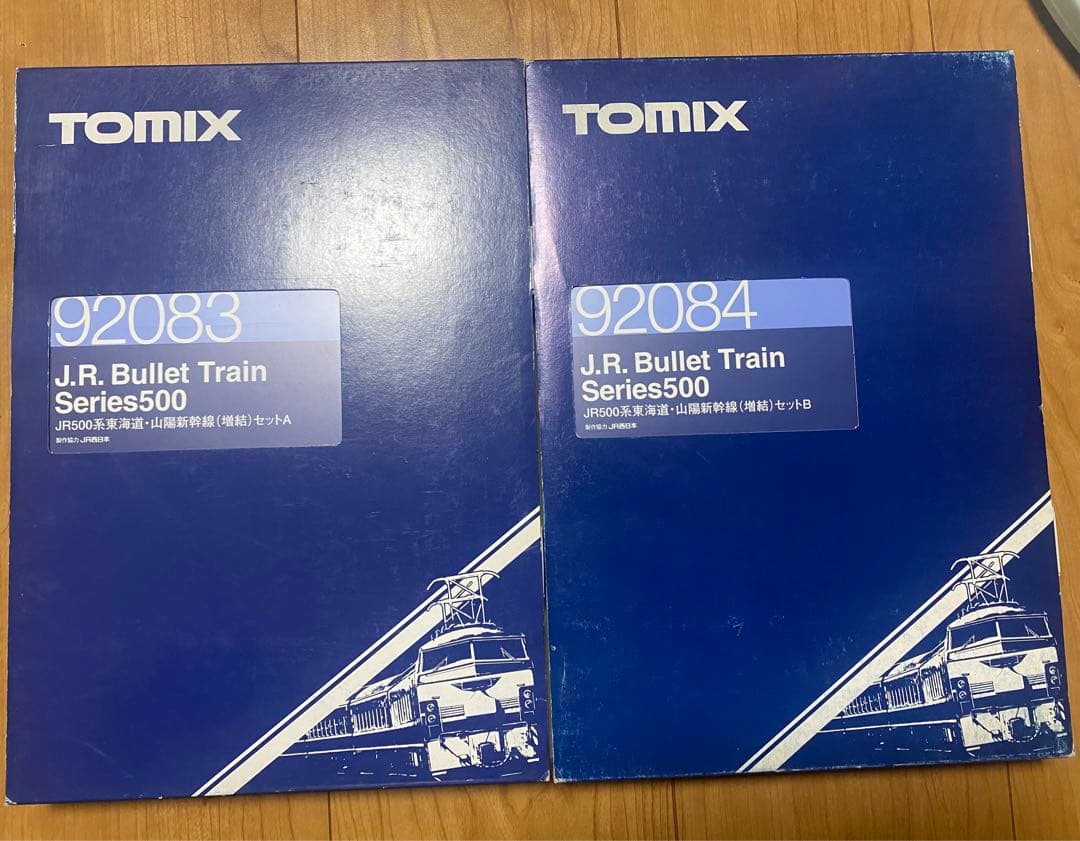 TOMIX
92083
J.R. Bullet Train
Series500
JR500系東海道・山陽新幹線(増結)セットA
製作協力 JR西日本
TOMIX
92084
J.R. Bullet Train
Series500
JR500系東海道・山陽新幹線(増結)セットB
製作協力 JR西日本